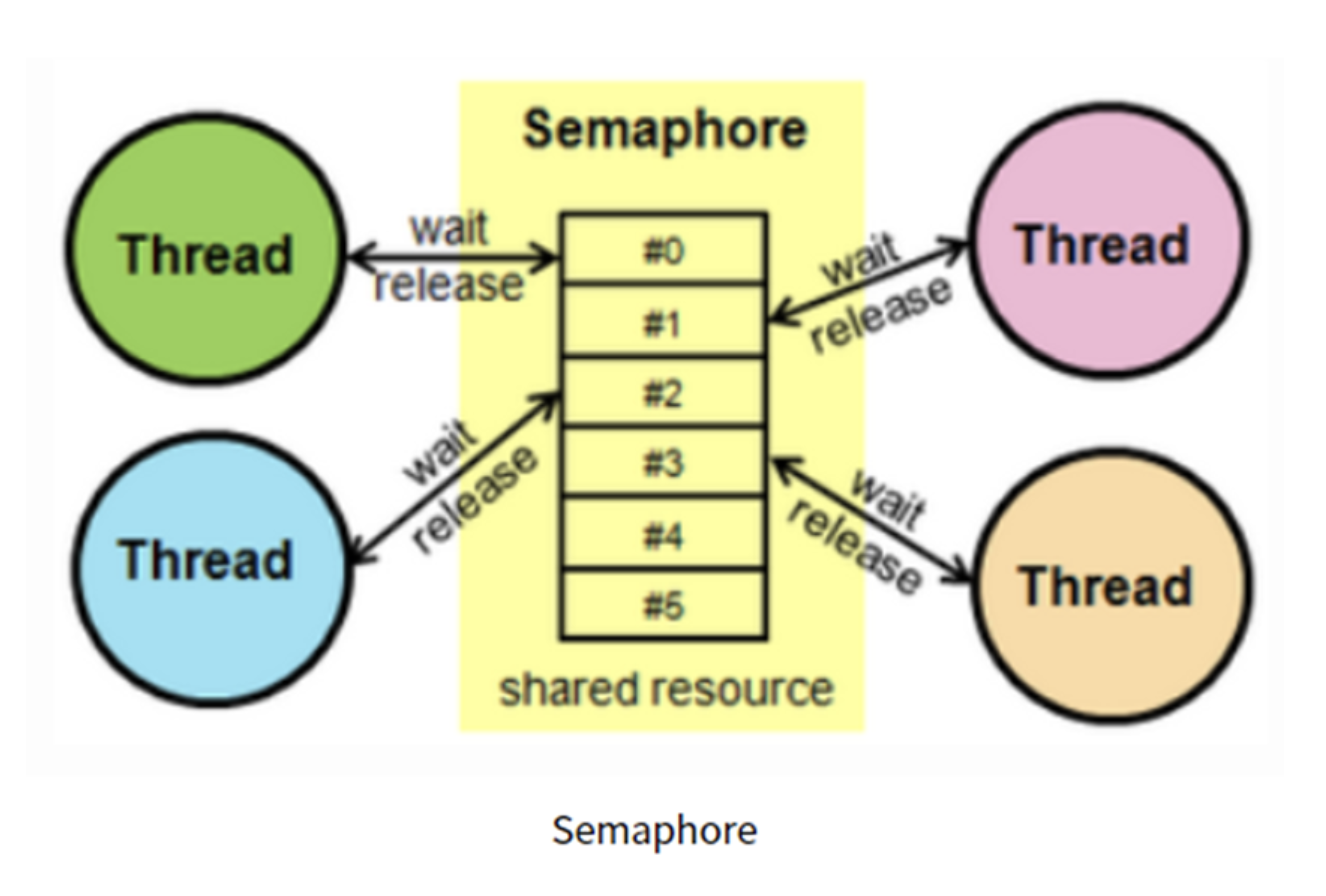 Semaphore
Thread
wait
release
#0
#1
#2
#3
#4
#5
wait
release
Thread
Thread
wait
release
wait
release
Thread
shared resource
Semaphore